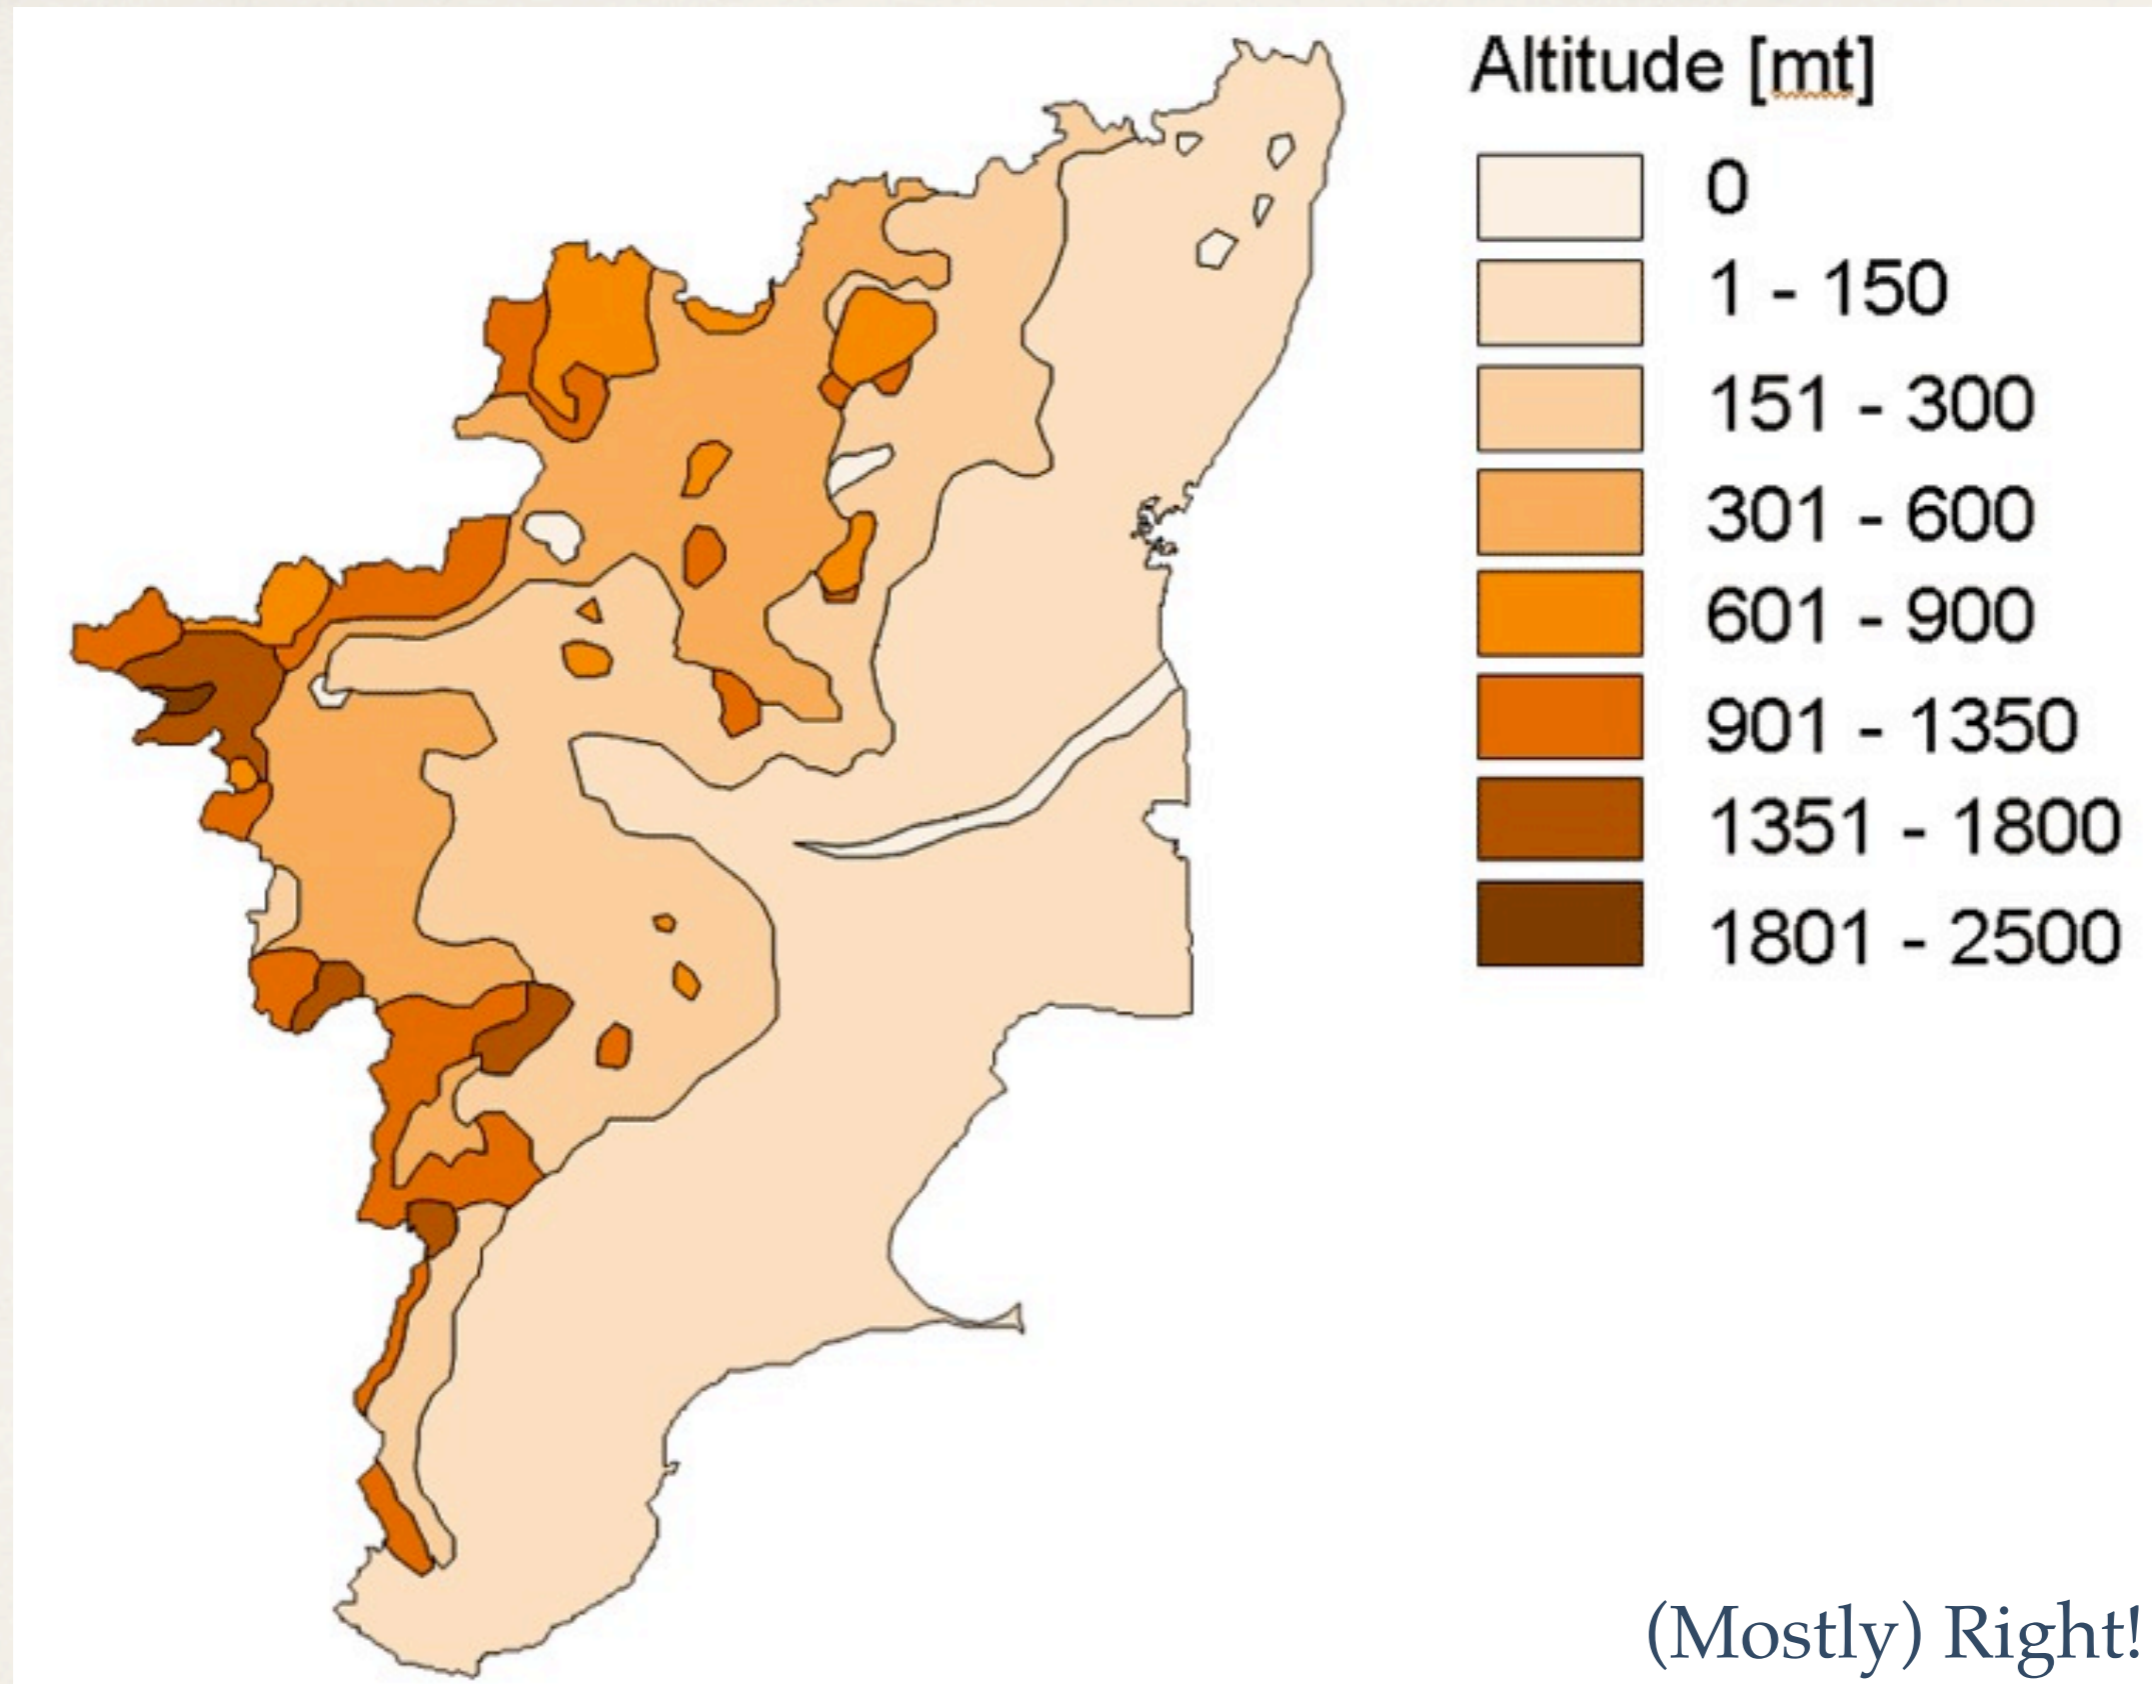 Altitude [mt]
0
1 - 150
151 - 300
301 - 600
601 - 900
901 - 1350
1351 - 1800
1801 - 2500
(Mostly) Right!